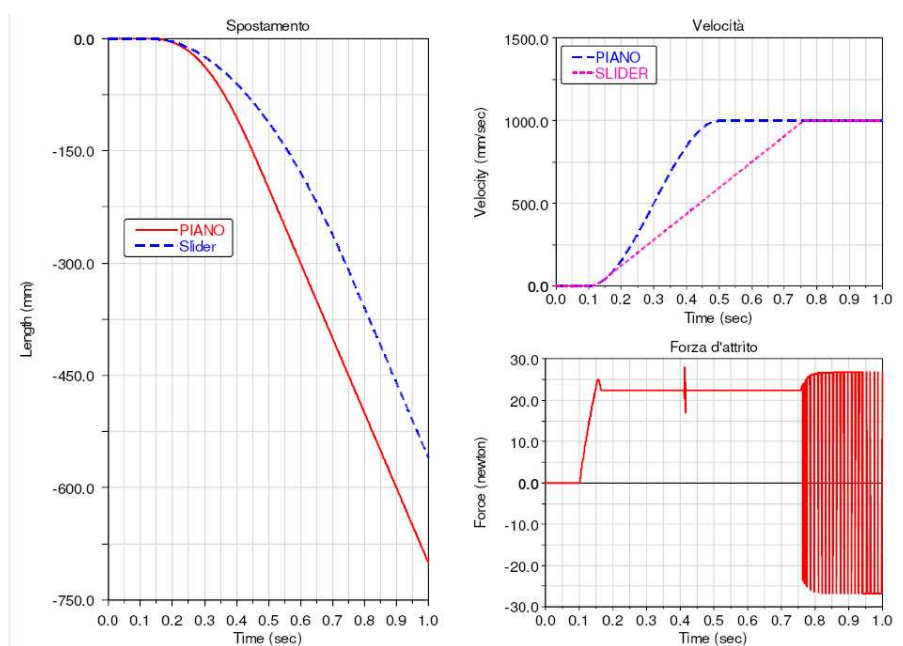 Spostamento
Length (mm)
0.0
-150.0
-300.0
-450.0
-600.0
-750.0
PIANO
Slider
0.0 0.1 0.2 0.3 0.4 0.5 0.6 0.7 0.8 0.9 1.0
Time (sec)
Velocità
Velocity (mm/sec)
1500.0
1000.0
500.0
0.0
PIANO
SLIDER
0.0 0.1 0.2 0.3 0.4 0.5 0.6 0.7 0.8 0.9 1.0
Time (sec)
Forza d'attrito
Force (newton)
30.0
20.0
10.0
0.0
-10.0
-20.0
-30.0
0.0 0.1 0.2 0.3 0.4 0.5 0.6 0.7 0.8 0.9 1.0
Time (sec)